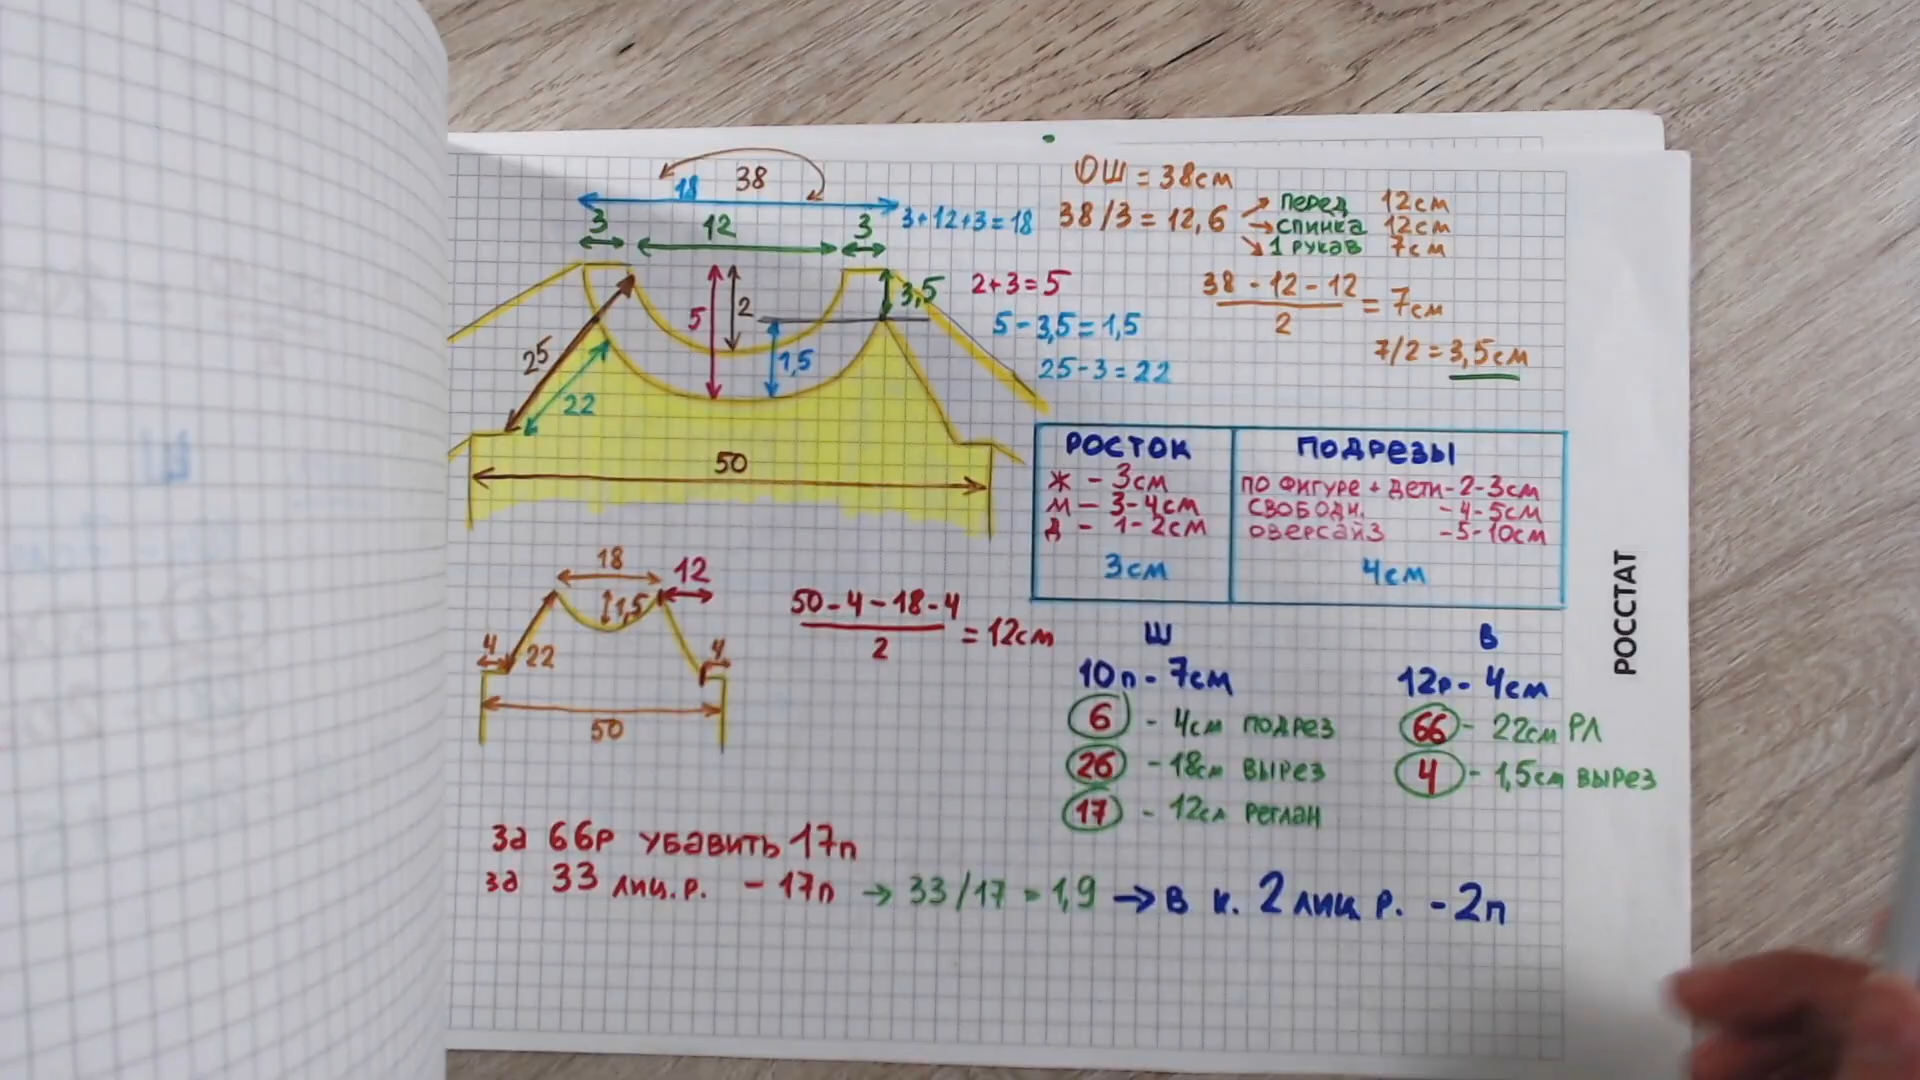 38
18
3 12 3
3+12+3=18
5 2 3,5
1,5
25
22
50
2+3=5
5-3,5=1,5
25-3=22
ОШ = 38см
38/3 = 12,6
перед 12см
спинка 12см
1 рукав 7см
38 - 12 - 12
2
= 7см
7/2 = 3,5см
РОСТОК
Ж - 3см
М - 3-4см
Д - 1-2см
3см
ПОДРЕЗЫ
ПО ФИГУРЕ + ДЕТИ - 2-3см
СВОБОДН. - 4-5см
ОВЕРСАЙЗ - 5-10см
4см
18 12
1,5
4 22 4
50
50-4-18-4
2
= 12см
Ш
10п - 7см
6 - 4см подрез
26 - 18см вырез
17 - 12см реглан
В
12р - 4см
66 - 22см РЛ
4 - 1,5см вырез
за 66р убавить 17п
за 33 лиц.р. - 17п → 33/17 = 1,9 → в к. 2 лиц р. - 2п
РОССТАТ